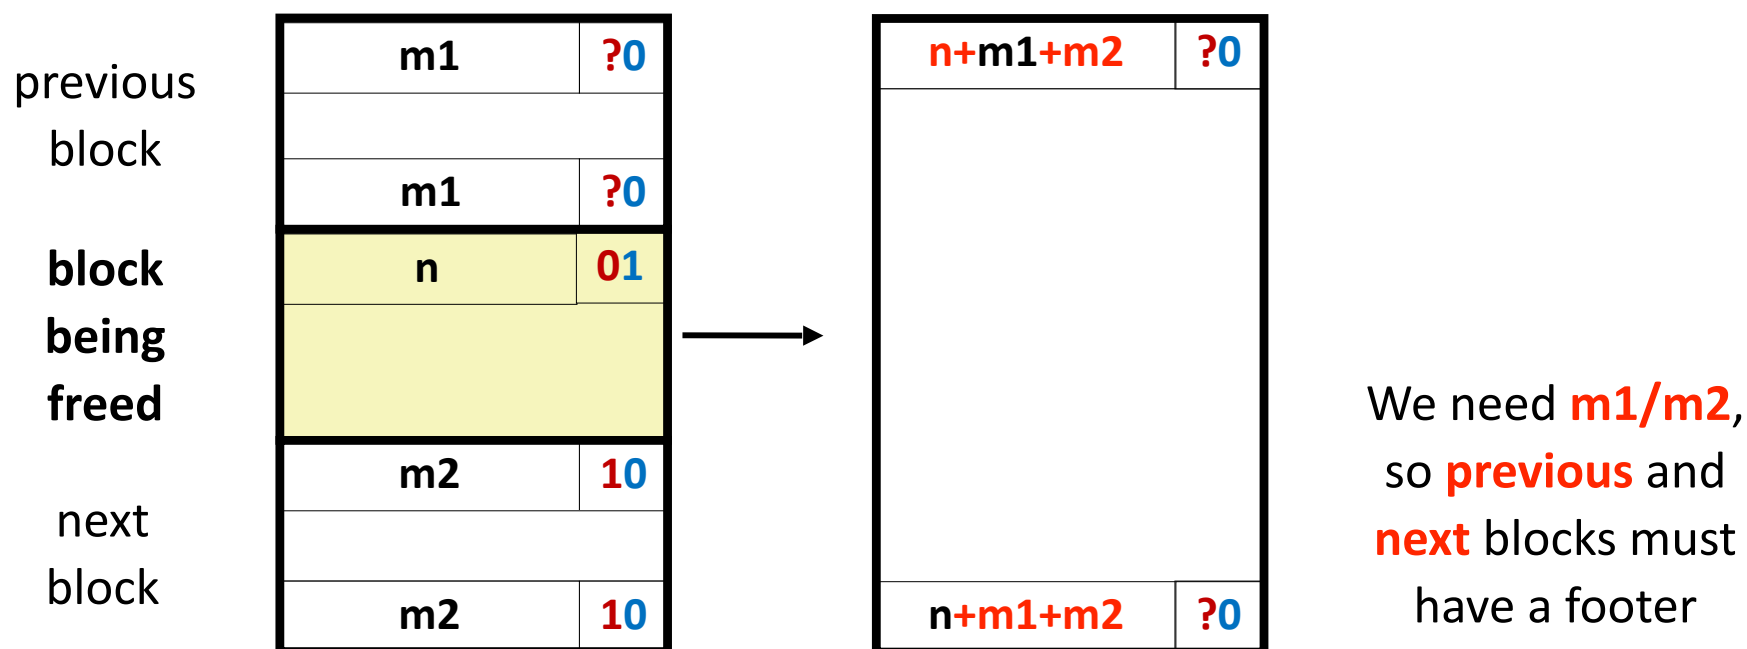 previous
block
m1 ?0
m1 ?0
block
being
freed
n 01
next
block
m2 10
m2 10
n+m1+m2 ?0
n+m1+m2 ?0
We need m1/m2,
so previous and
next blocks must
have a footer